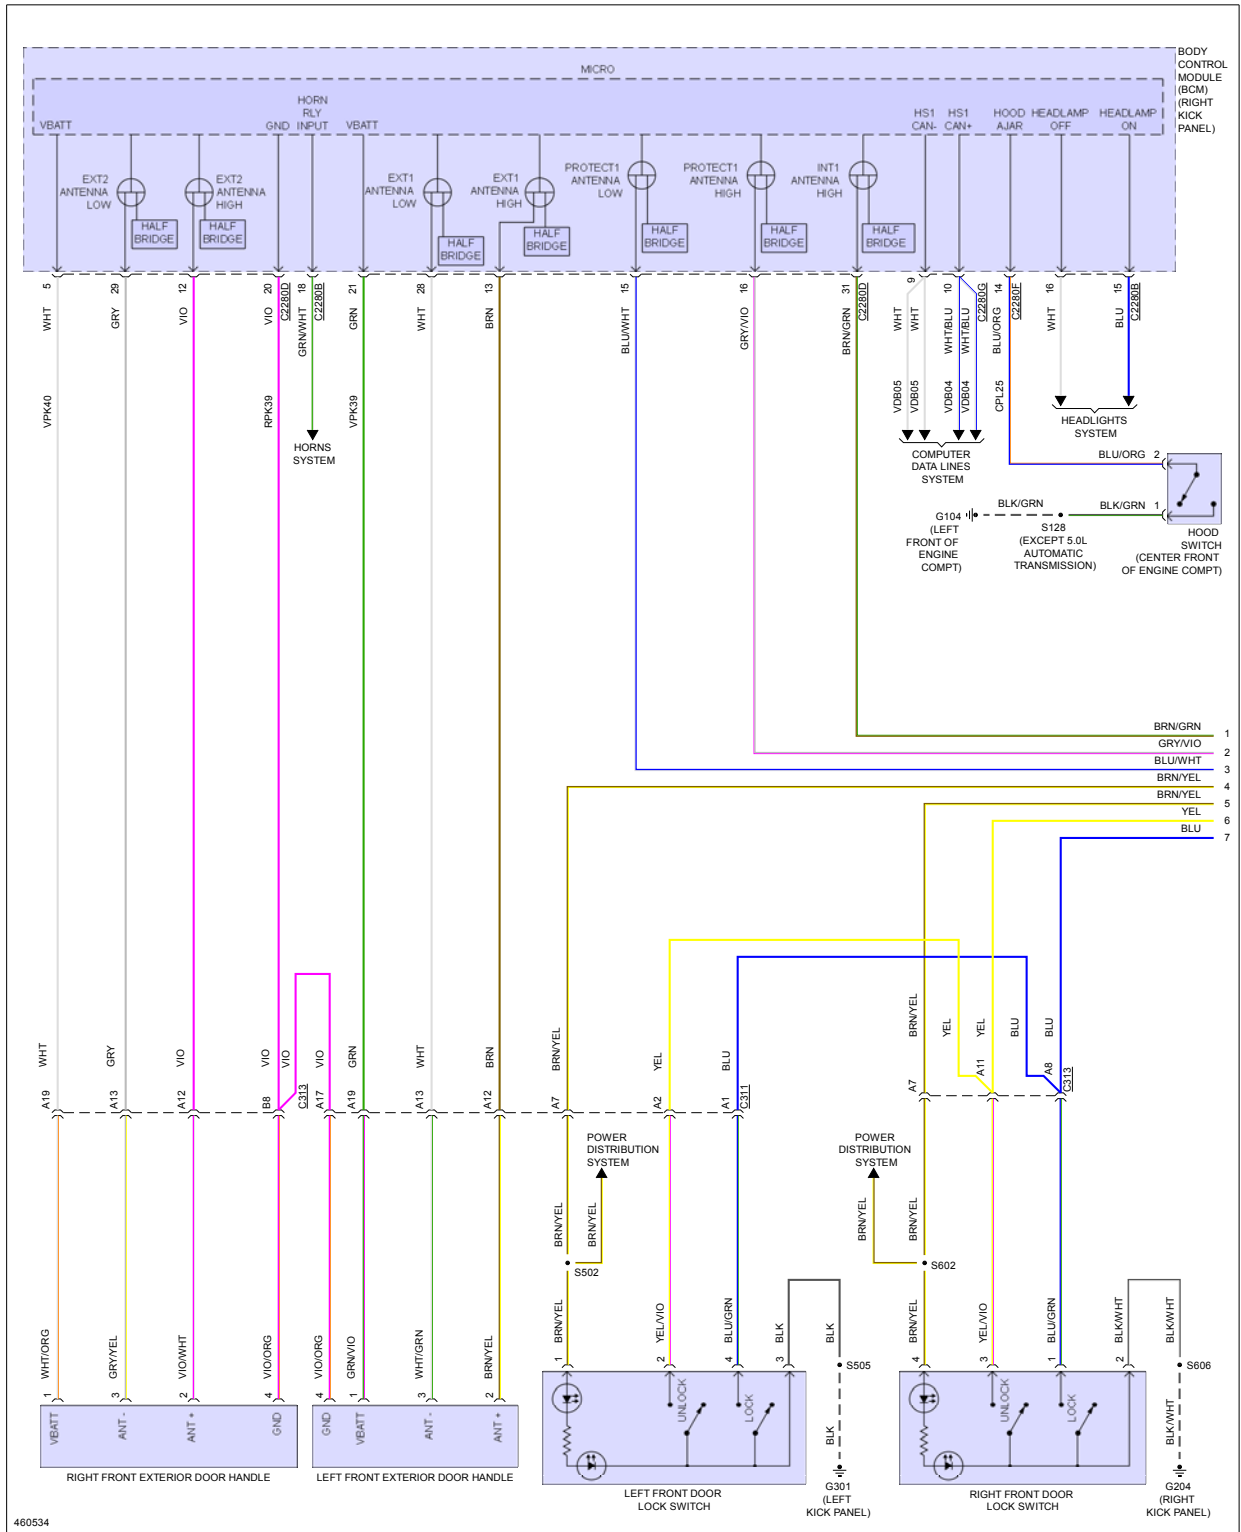 BODY
CONTROL
MODULE
(BCM)
(RIGHT
KICK
PANEL)
MICRO
VBATT
GND
HORN
RLY
INPUT
VBATT
HS1
CAN-
HS1
CAN+
HOOD
AJAR
HEADLAMP
OFF
HEADLAMP
ON
EXT2
ANTENNA
LOW
EXT2
ANTENNA
HIGH
EXT1
ANTENNA
LOW
EXT1
ANTENNA
HIGH
PROTECT1
ANTENNA
LOW
PROTECT1
ANTENNA
HIGH
INT1
ANTENNA
HIGH
HALF
BRIDGE
HALF
BRIDGE
HALF
BRIDGE
HALF
BRIDGE
HALF
BRIDGE
HALF
BRIDGE
HALF
BRIDGE
5
29
12
20
C2280D
18
C2280B
21
28
13
15
16
31
C2280D
9
10
C2280G
14
C2280F
16
15
C2280B
WHT
GRY
VIO
VIO
GRN/WHT
GRN
WHT
BRN
BLU/WHT
GRY/VIO
BRN/GRN
WHT
WHT
WHT/BLU
WHT/BLU
BLU/ORG
WHT
BLU
VPK40
RPK39
VPK39
VDB05
VDB05
VDB04
VDB04
CPL25
HORNS
SYSTEM
COMPUTER
DATA LINES
SYSTEM
HEADLIGHTS
SYSTEM
BLU/ORG 2
BLK/GRN
BLK/GRN 1
G104
(LEFT
FRONT OF
ENGINE
COMPT)
S128
(EXCEPT 5.0L
AUTOMATIC
TRANSMISSION)
HOOD
SWITCH
(CENTER FRONT
OF ENGINE COMPT)
BRN/GRN 1
GRY/VIO 2
BLU/WHT 3
BRN/YEL 4
BRN/YEL 5
YEL 6
BLU 7
WHT
GRY
VIO
VIO
VIO
VIO
GRN
WHT
BRN
BRN/YEL
YEL
BLU
BRN/YEL
YEL
YEL
BLU
BLU
A19
A13
A12
B8
C313
A17
A19
A13
A12
A7
A2
A1
C311
A7
A11
A8
C313
POWER
DISTRIBUTION
SYSTEM
POWER
DISTRIBUTION
SYSTEM
BRN/YEL
BRN/YEL
BRN/YEL
BRN/YEL
S502
S602
WHT/ORG
GRY/YEL
VIO/WHT
VIO/ORG
VIO/ORG
GRN/VIO
WHT/GRN
BRN/YEL
BRN/YEL
YEL/VIO
BLU/GRN
BLK
BLK
BRN/YEL
YEL/VIO
BLU/GRN
BLK/WHT
BLK/WHT
1
3
2
4
4
1
3
2
1
2
4
3
S505
4
3
1
2
S606
VBATT
ANT -
ANT +
GND
GND
VBATT
ANT -
ANT +
UNLOCK
LOCK
UNLOCK
LOCK
BLK
BLK/WHT
RIGHT FRONT EXTERIOR DOOR HANDLE
LEFT FRONT EXTERIOR DOOR HANDLE
LEFT FRONT DOOR
LOCK SWITCH
G301
(LEFT
KICK PANEL)
RIGHT FRONT DOOR
LOCK SWITCH
G204
(RIGHT
KICK PANEL)
460534